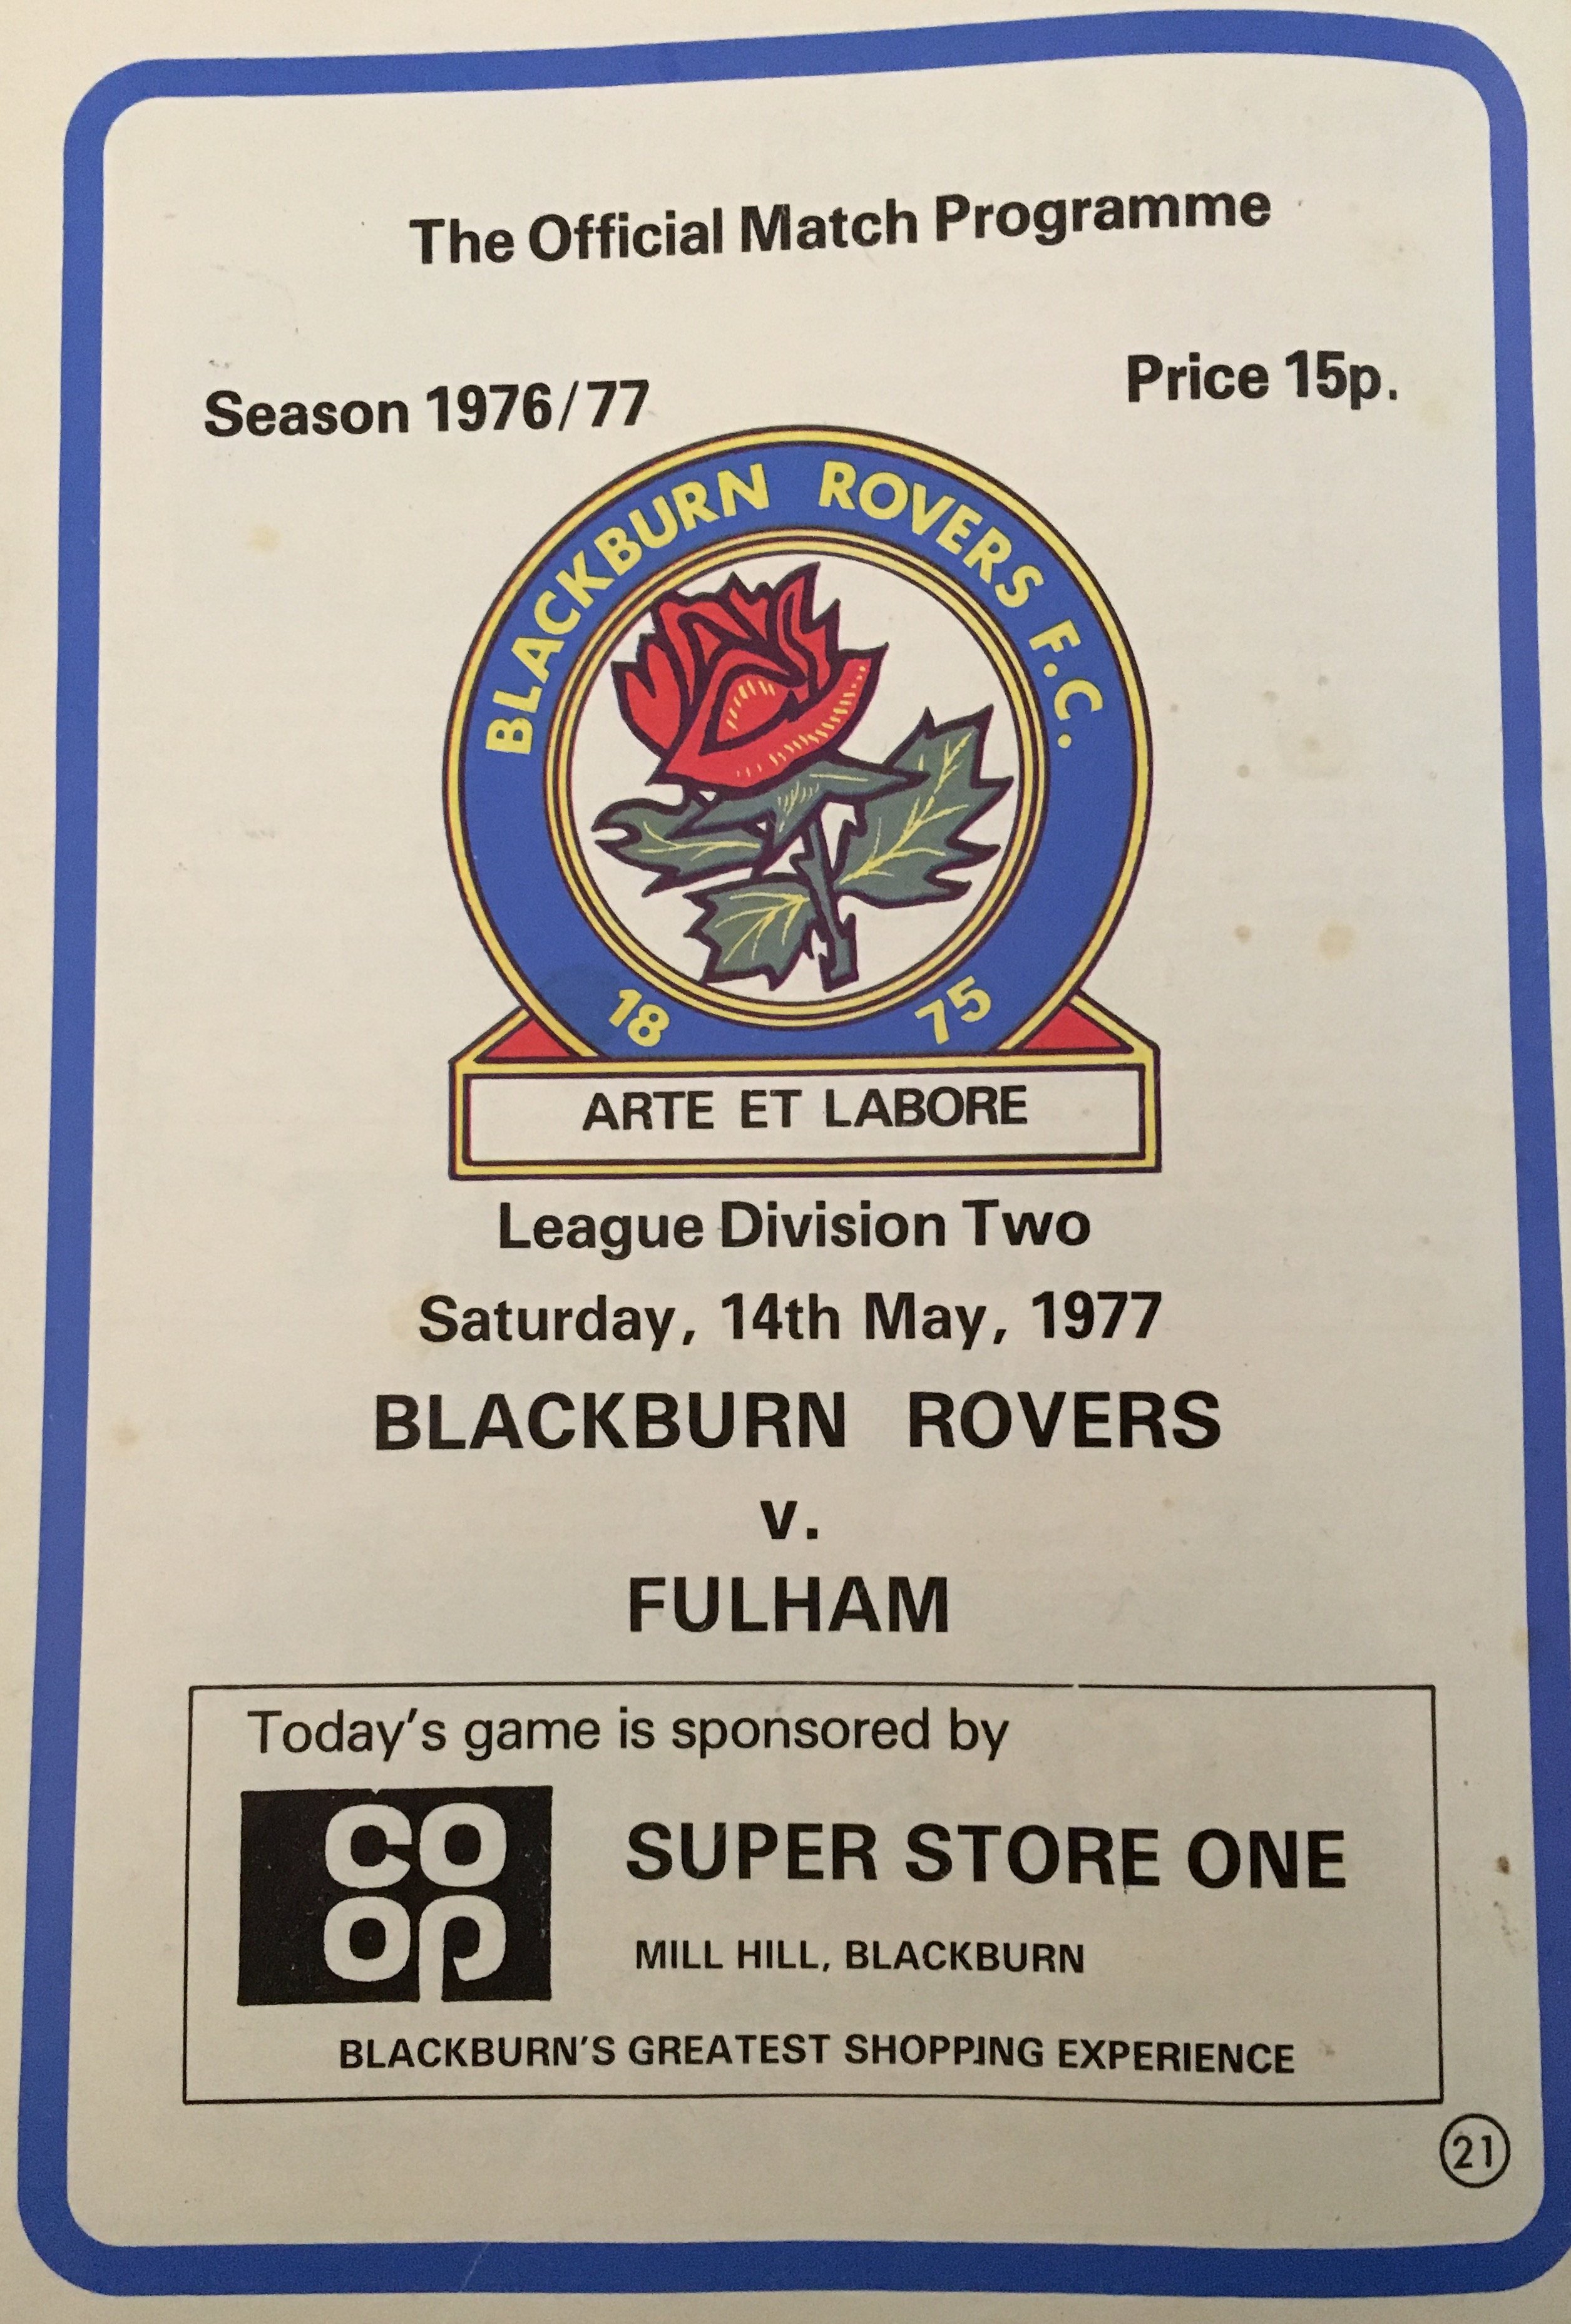 The Official Match Programme
Season 1976/77
Price 15p.
BLACKBURN ROVERS F.C.
1875
ARTE ET LABORE
League Division Two
Saturday, 14th May, 1977
BLACKBURN ROVERS
v.
FULHAM
Today's game is sponsored by
CO
OP
SUPER STORE ONE
MILL HILL, BLACKBURN
BLACKBURN'S GREATEST SHOPPING EXPERIENCE
21